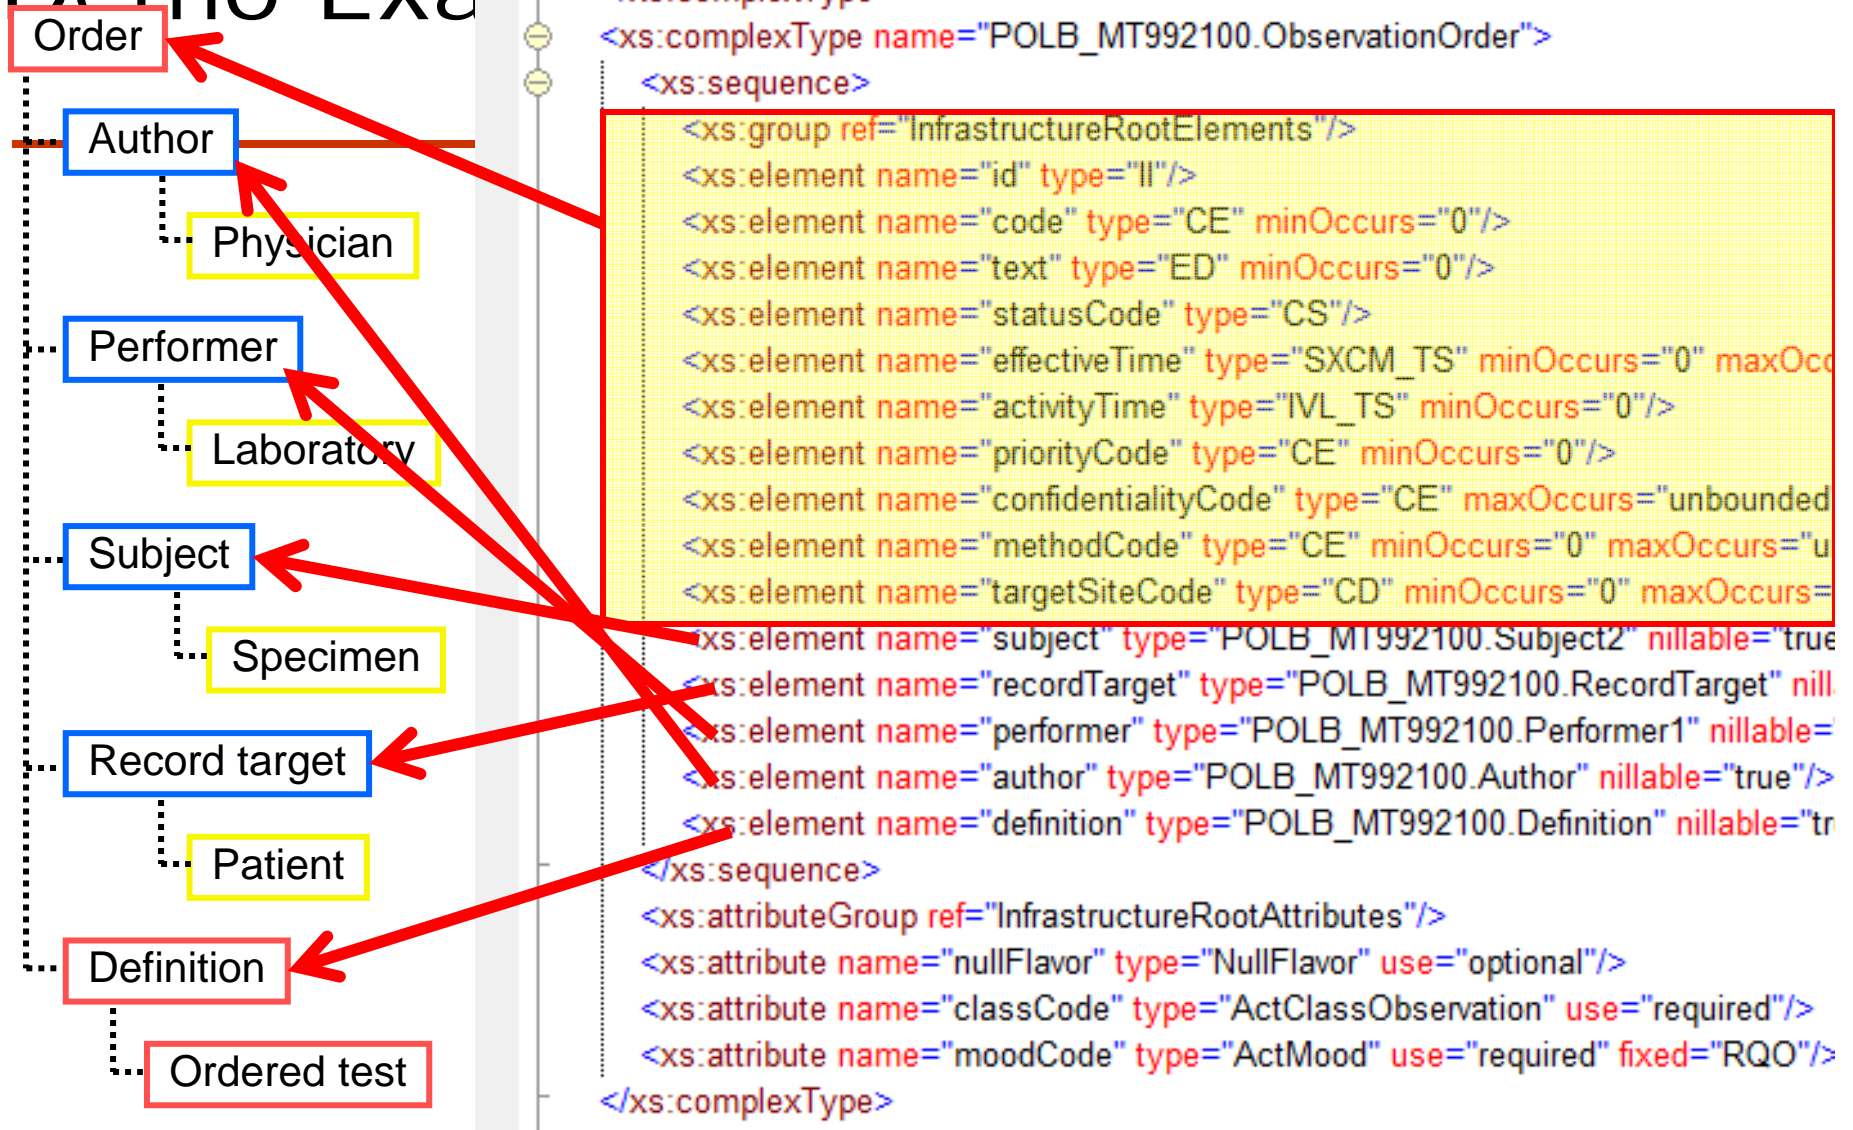 Order
Author
Physician
Performer
Laboratory
Subject
Specimen
Record target
Patient
Definition
Ordered test
<xs:complexType name="POLB_MT992100.ObservationOrder">
<xs:sequence>
<xs:group ref="InfrastructureRootElements"/>
<xs:element name="id" type="II"/>
<xs:element name="code" type="CE" minOccurs="0"/>
<xs:element name="text" type="ED" minOccurs="0"/>
<xs:element name="statusCode" type="CS"/>
<xs:element name="effectiveTime" type="SXCM_TS" minOccurs="0" maxOcc
<xs:element name="activityTime" type="IVL_TS" minOccurs="0"/>
<xs:element name="priorityCode" type="CE" minOccurs="0"/>
<xs:element name="confidentialityCode" type="CE" maxOccurs="unbounded
<xs:element name="methodCode" type="CE" minOccurs="0" maxOccurs="u
<xs:element name="targetSiteCode" type="CD" minOccurs="0" maxOccurs=
<xs:element name="subject" type="POLB_MT992100.Subject2" nillable="true
<xs:element name="recordTarget" type="POLB_MT992100.RecordTarget" nill
<xs:element name="performer" type="POLB_MT992100.Performer1" nillable="
<xs:element name="author" type="POLB_MT992100.Author" nillable="true"/>
<xs:element name="definition" type="POLB_MT992100.Definition" nillable="tr
</xs:sequence>
<xs:attributeGroup ref="InfrastructureRootAttributes"/>
<xs:attribute name="nullFlavor" type="NullFlavor" use="optional"/>
<xs:attribute name="classCode" type="ActClassObservation" use="required"/>
<xs:attribute name="moodCode" type="ActMood" use="required" fixed="RQO"/>
</xs:complexType>